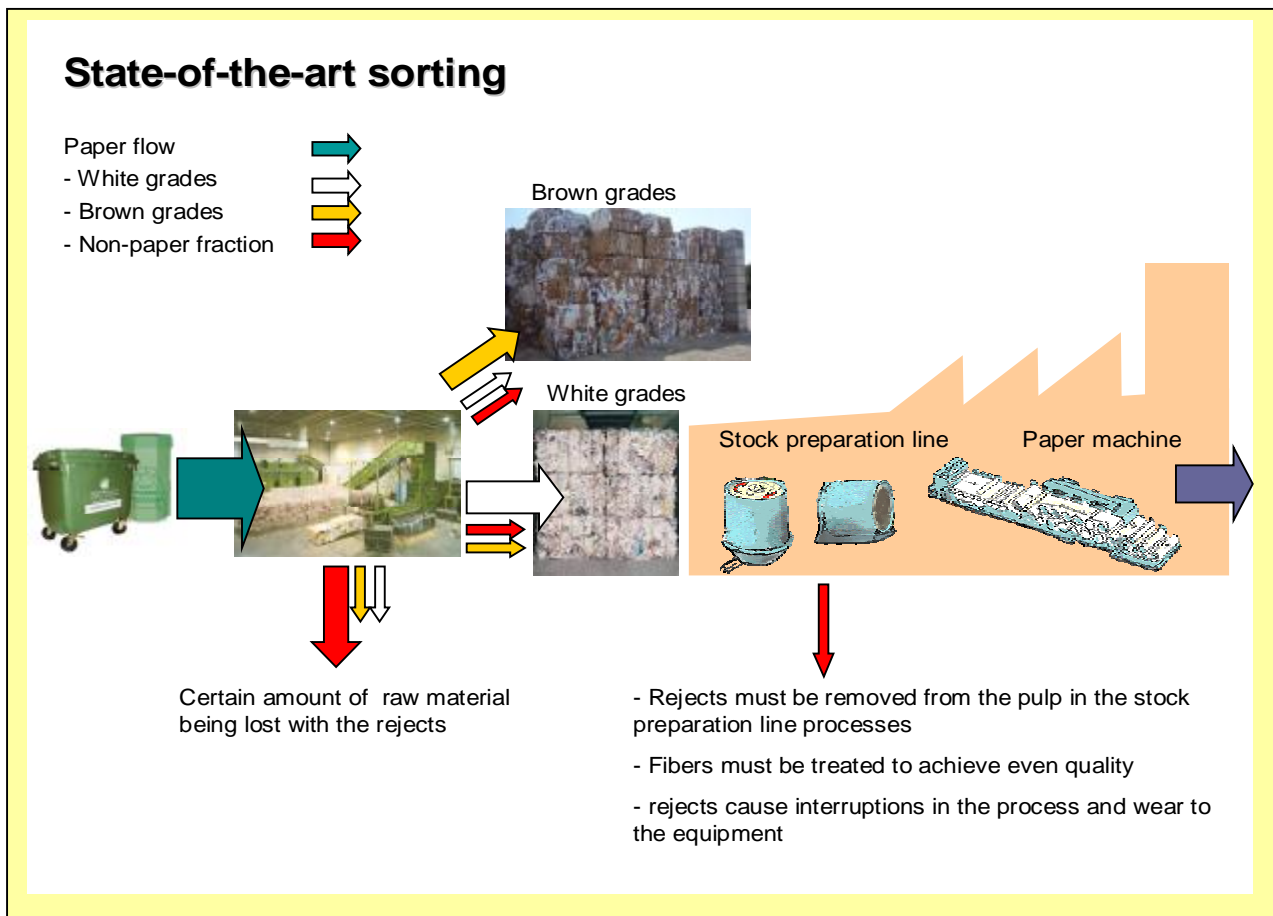 State-of-the-art sorting
Paper flow
- White grades
- Brown grades
- Non-paper fraction
Brown grades
White grades
Stock preparation line
Paper machine
Certain amount of  raw material
being lost with the rejects
- Rejects must be removed from the pulp in the stock
preparation line processes
- Fibers must be treated to achieve even quality
- rejects cause interruptions in the process and wear to
the equipment